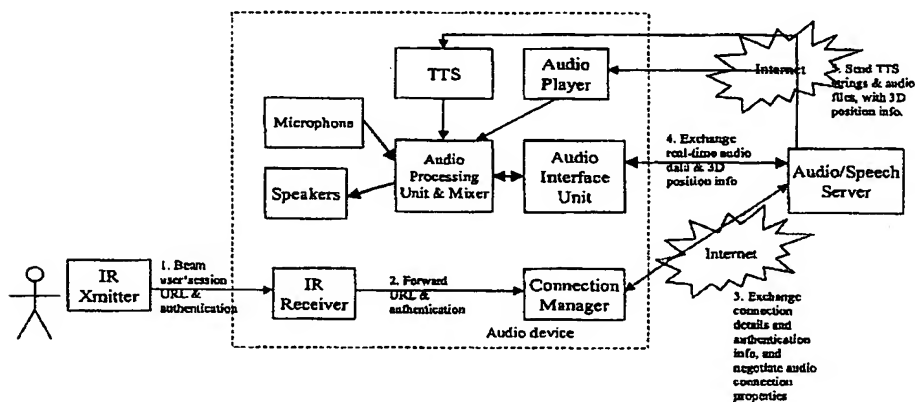 TTS
Audio
Player
Internet
5. Send TTS
strings & audio
files, with 3D
position info.
Microphone
Audio
Processing
Unit & Mixer
Audio
Interface
Unit
4. Exchange
real-time audio
data & 3D
position info
Audio/Speech
Server
Speakers
Internet
IR
Xmitter
1. Beam
user'session
URL &
authentication
IR
Receiver
2. Forward
URL &
authentication
Connection
Manager
Audio device
3. Exchange
connection
details and
authentication
info, and
negotiate audio
connection
properties